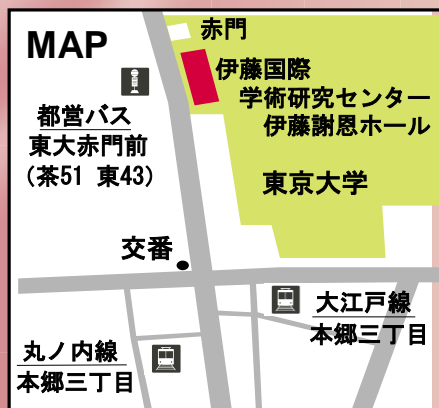 MAP
赤門
伊藤国際
学術研究センター
伊藤謝恩ホール
都営バス
東大赤門前
(茶51 東43)
東京大学
交番
大江戸線
本郷三丁目
丸ノ内線
本郷三丁目